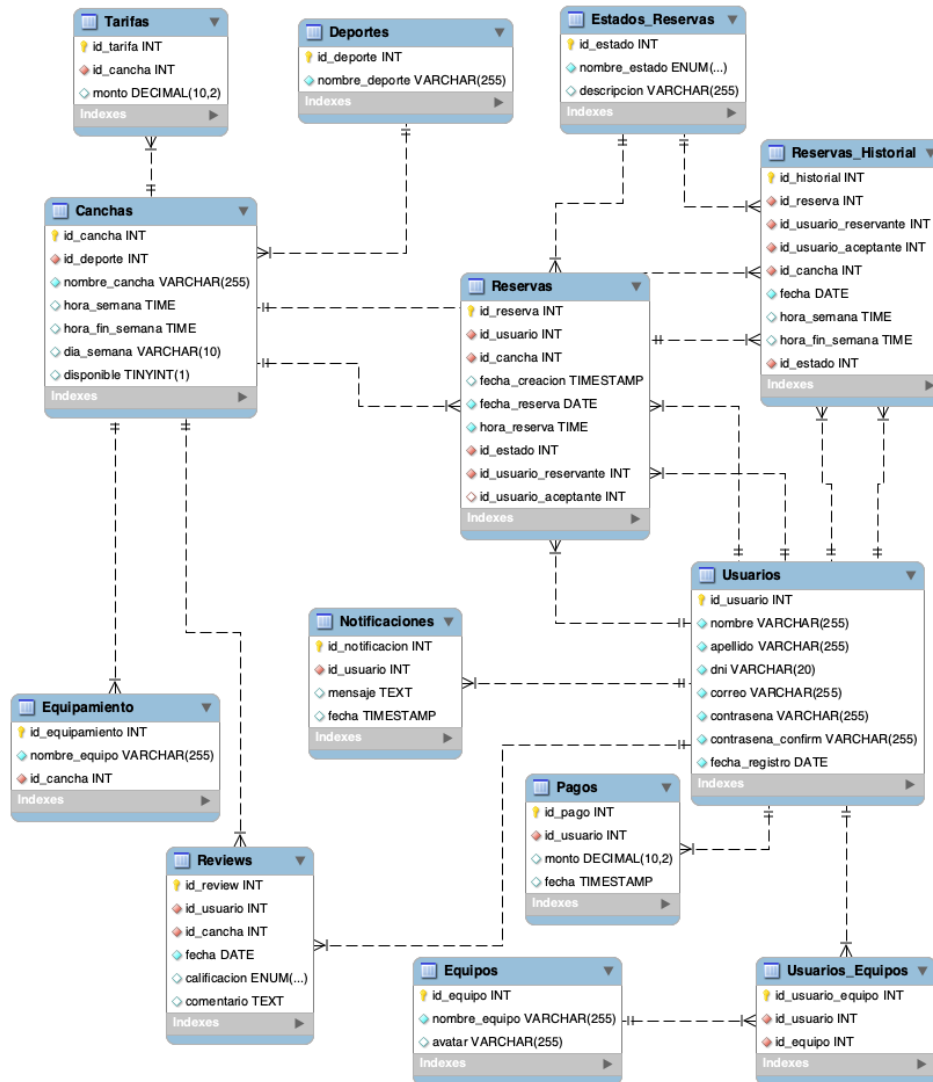 Tarifas
id_tarifa INT
id_cancha INT
monto DECIMAL(10,2)
Indexes
Deportes
id_deporte INT
nombre_deporte VARCHAR(255)
Indexes
Estados_Reservas
id_estado INT
nombre_estado ENUM(...)
descripcion VARCHAR(255)
Indexes
Reservas_Historial
id_historial INT
id_reserva INT
id_usuario_reservante INT
id_usuario_aceptante INT
id_cancha INT
fecha DATE
hora_semana TIME
hora_fin_semana TIME
id_estado INT
Indexes
Canchas
id_cancha INT
id_deporte INT
nombre_cancha VARCHAR(255)
hora_semana TIME
hora_fin_semana TIME
dia_semana VARCHAR(10)
disponible TINYINT(1)
Indexes
Reservas
id_reserva INT
id_usuario INT
id_cancha INT
fecha_creacion TIMESTAMP
fecha_reserva DATE
hora_reserva TIME
id_estado INT
id_usuario_reservante INT
id_usuario_aceptante INT
Indexes
Usuarios
id_usuario INT
nombre VARCHAR(255)
apellido VARCHAR(255)
dni VARCHAR(20)
correo VARCHAR(255)
contrasena VARCHAR(255)
contrasena_confirm VARCHAR(255)
fecha_registro DATE
Indexes
Notificaciones
id_notificacion INT
id_usuario INT
mensaje TEXT
fecha TIMESTAMP
Indexes
Equipamiento
id_equipamiento INT
nombre_equipo VARCHAR(255)
id_cancha INT
Indexes
Pagos
id_pago INT
id_usuario INT
monto DECIMAL(10,2)
fecha TIMESTAMP
Indexes
Reviews
id_review INT
id_usuario INT
id_cancha INT
fecha DATE
calificacion ENUM(...)
comentario TEXT
Indexes
Equipos
id_equipo INT
nombre_equipo VARCHAR(255)
avatar VARCHAR(255)
Indexes
Usuarios_Equipos
id_usuario_equipo INT
id_usuario INT
id_equipo INT
Indexes